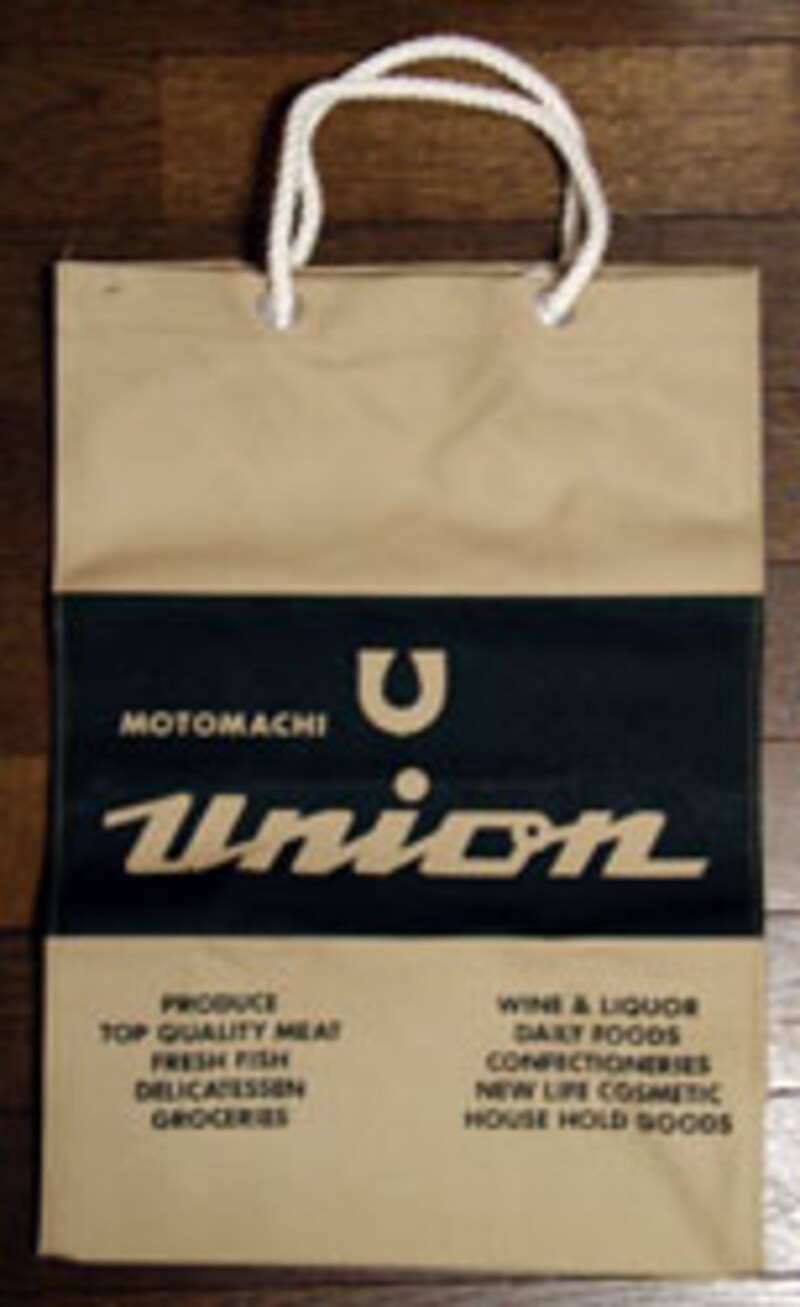 U
MOTOMACHI
union
PRODUCE
TOP QUALITY MEAT
FRESH FISH
DELICATESSEN
GROCERIES
WINE & LIQUOR
DAILY FOODS
CONFECTIONERIES
NEW LIFE COSMETIC
HOUSE HOLD GOODS